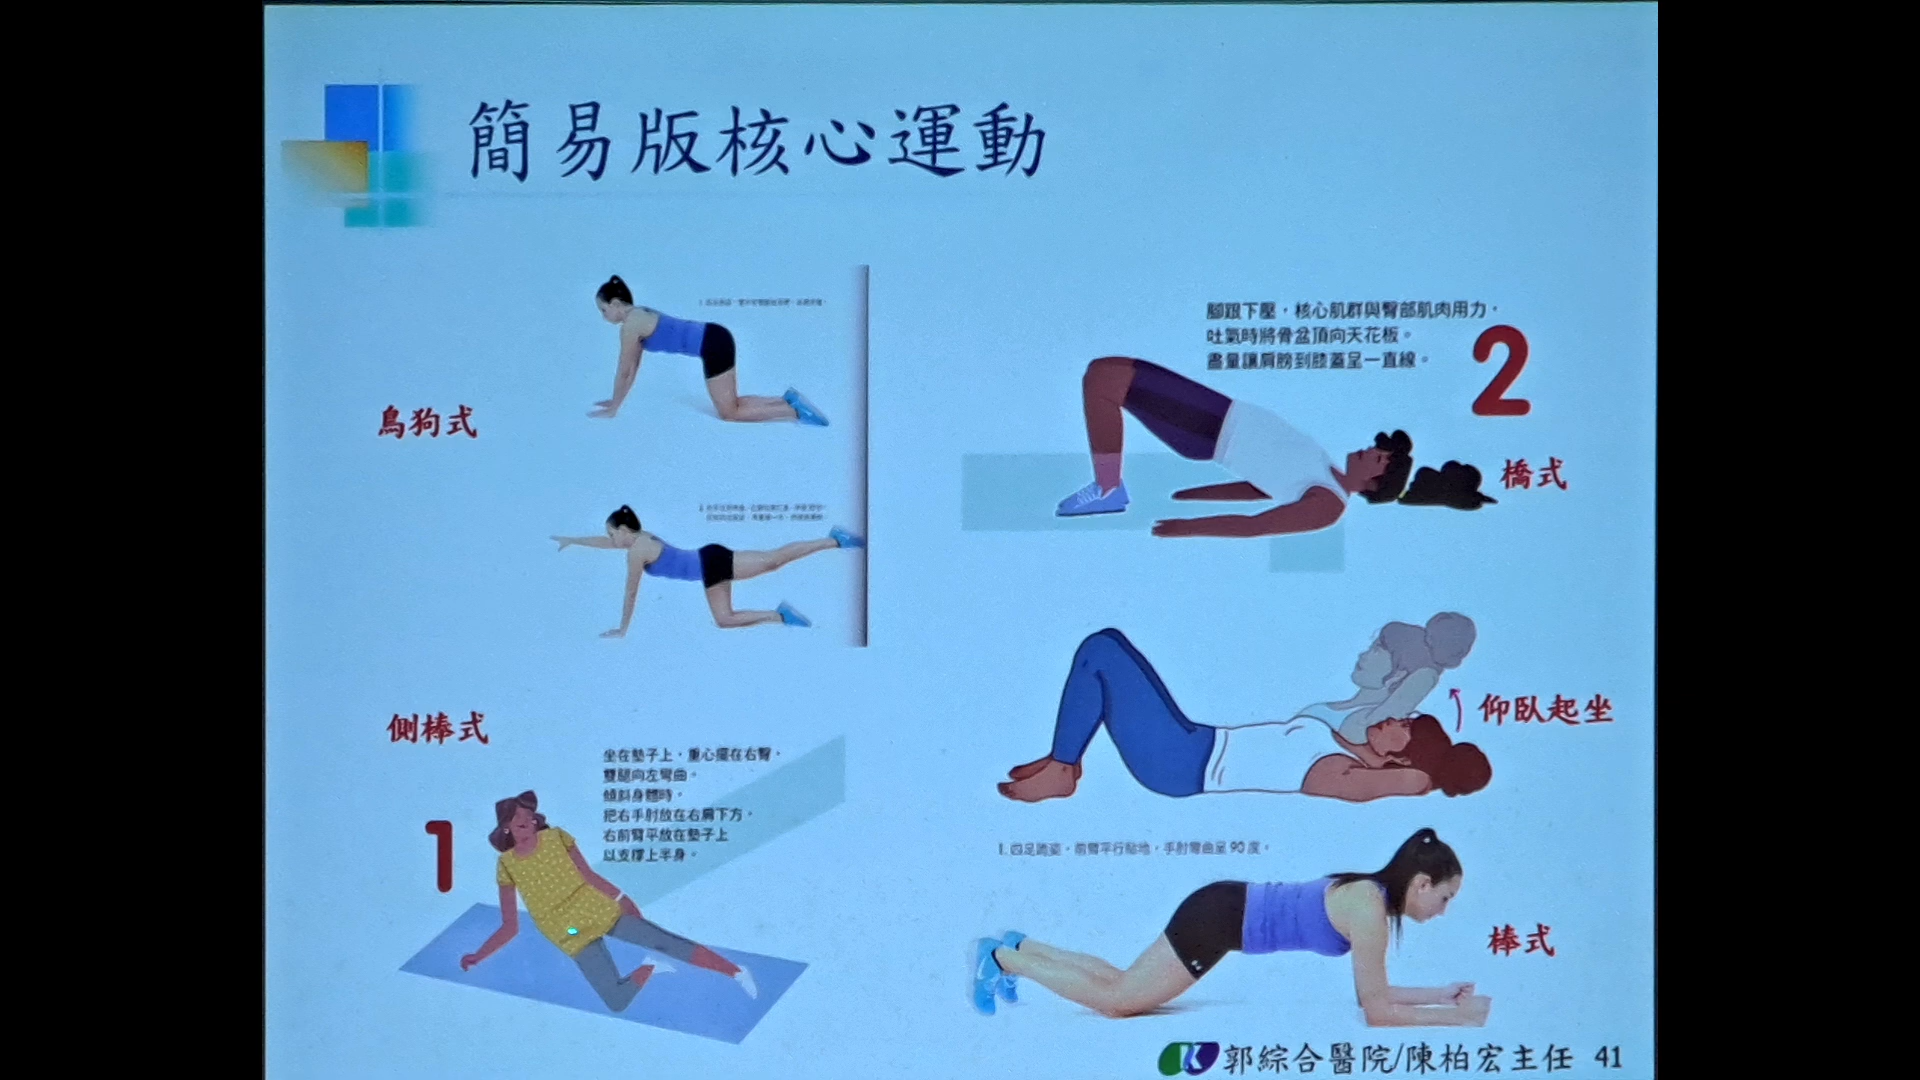 簡易版核心運動
鳥狗式
側棒式
1
坐在墊子上，重心擺在右臀，
雙腿向左彎曲。
傾斜身體時，
把右手肘放在右肩下方，
右前臂平放在墊子上
以支撐上半身。
腳跟下壓，核心肌群與臀部肌肉用力，
吐氣時將骨盆頂向天花板。
盡量讓肩膀到膝蓋呈一直線。
2
橋式
仰臥起坐
1. 四足跪姿，前臂平行貼地，手肘彎曲呈 90 度。
棒式
郭綜合醫院/陳柏宏主任 41